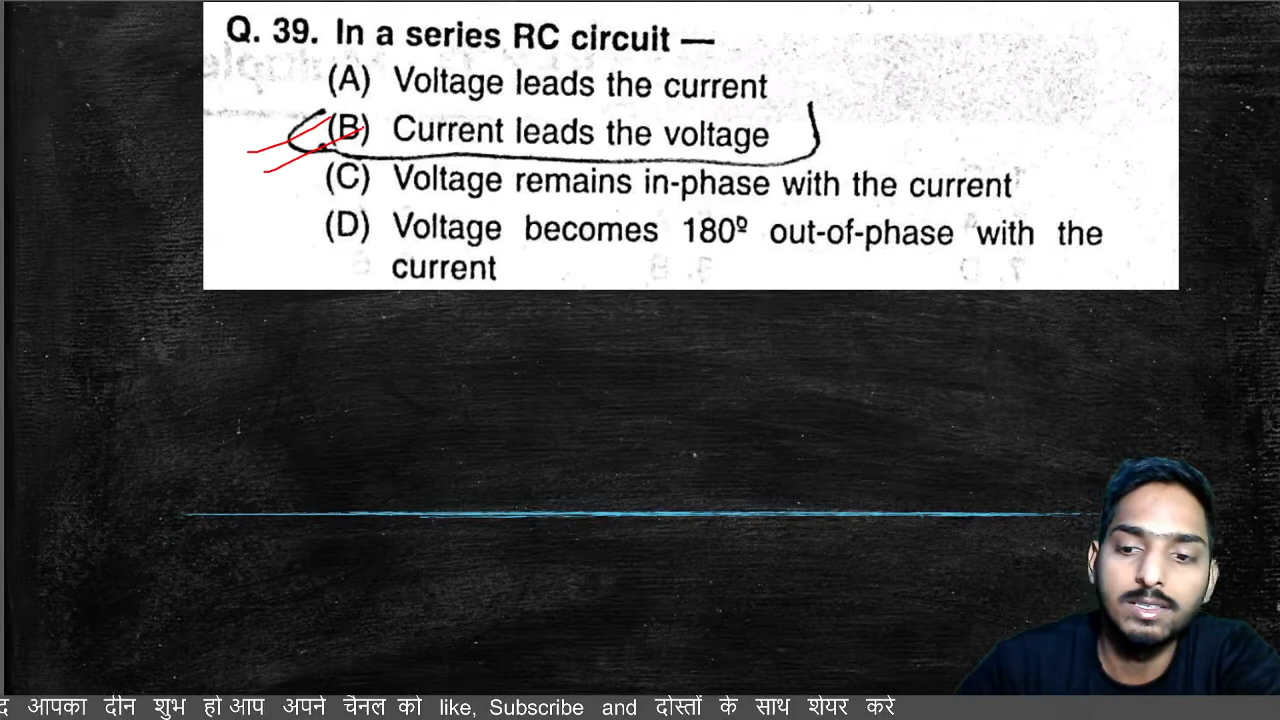 Q. 39. In a series RC circuit —
(A) Voltage leads the current
(B) Current leads the voltage
(C) Voltage remains in-phase with the current
(D) Voltage becomes 180º out-of-phase with the
current
आपका दीन शुभ हो आप अपने चैनल को like, Subscribe and दोस्तों के साथ शेयर करे